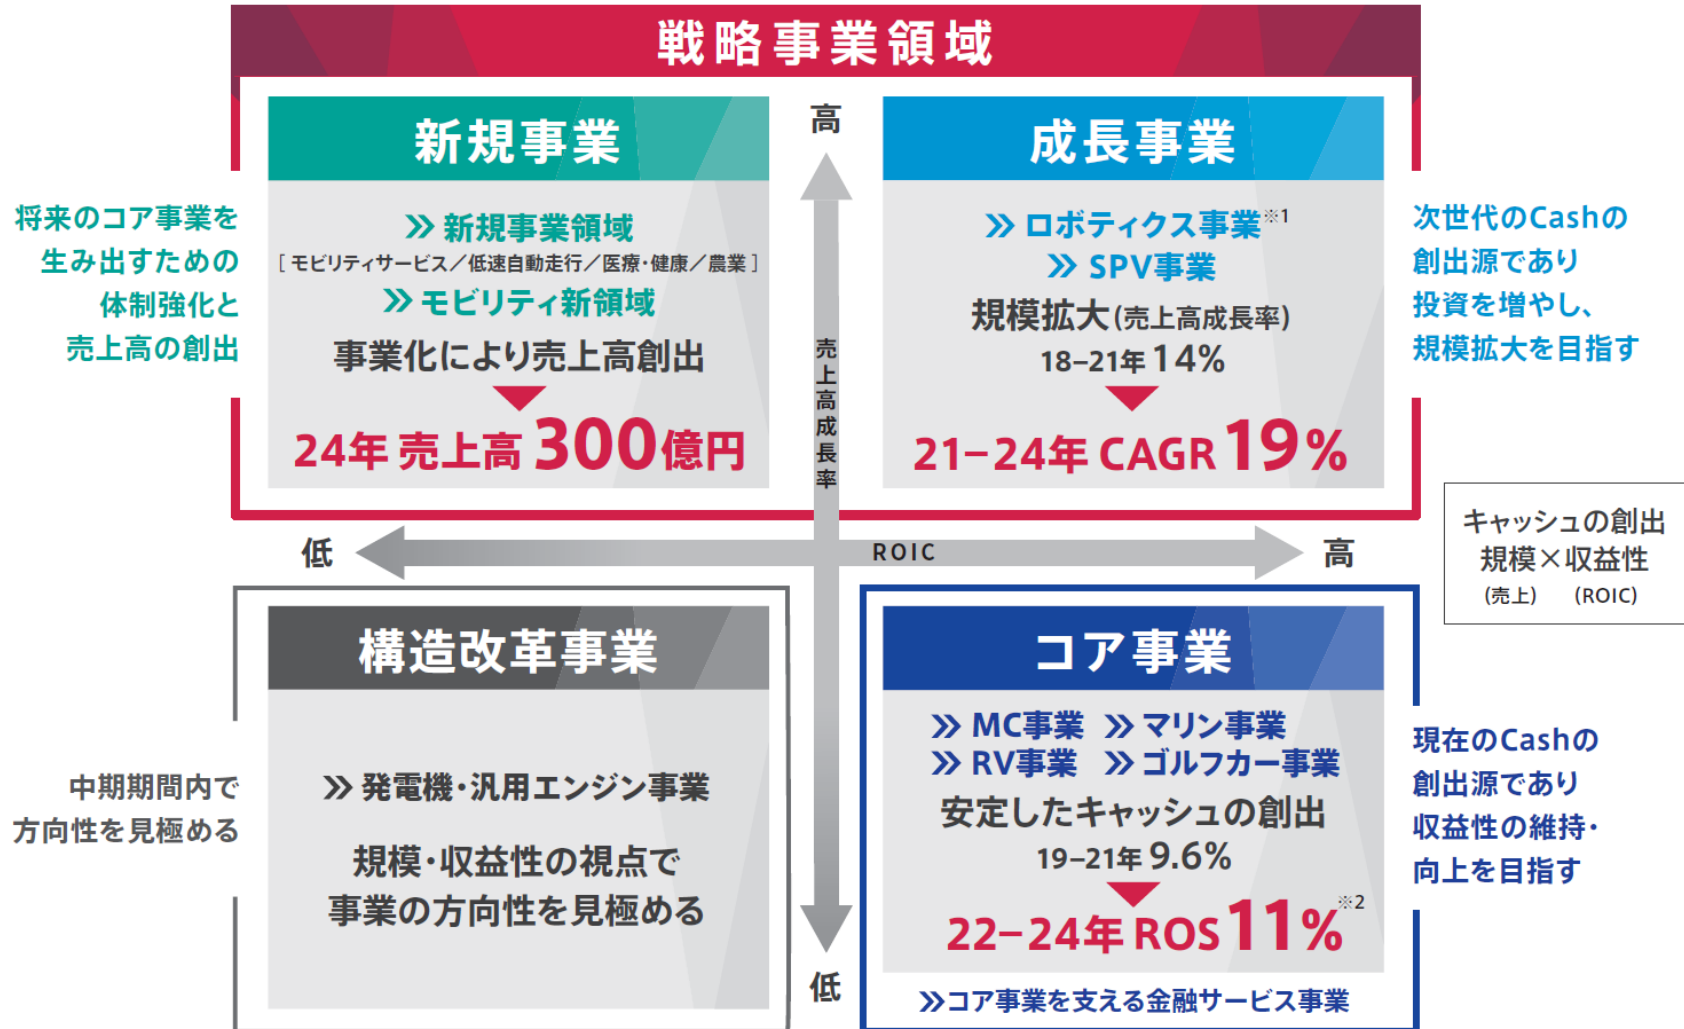 戦略事業領域
新規事業
将来のコア事業を
生み出すための
体制強化と
売上高の創出
» 新規事業領域
[ モビリティサービス／低速自動走行／医療・健康／農業 ]
» モビリティ新領域
事業化により売上高創出
24年 売上高 300億円
高
売上高成長率
成長事業
» ロボティクス事業※1
» SPV事業
規模拡大(売上高成長率)
18−21年 14%
21−24年 CAGR 19%
次世代のCashの
創出源であり
投資を増やし、
規模拡大を目指す
低
ROIC
高
キャッシュの創出
規模×収益性
(売上) (ROIC)
構造改革事業
中期期間内で
方向性を見極める
» 発電機・汎用エンジン事業
規模・収益性の視点で
事業の方向性を見極める
低
コア事業
» MC事業 » マリン事業
» RV事業 » ゴルフカー事業
安定したキャッシュの創出
19−21年 9.6%
22−24年 ROS 11%※2
»コア事業を支える金融サービス事業
現在のCashの
創出源であり
収益性の維持・
向上を目指す